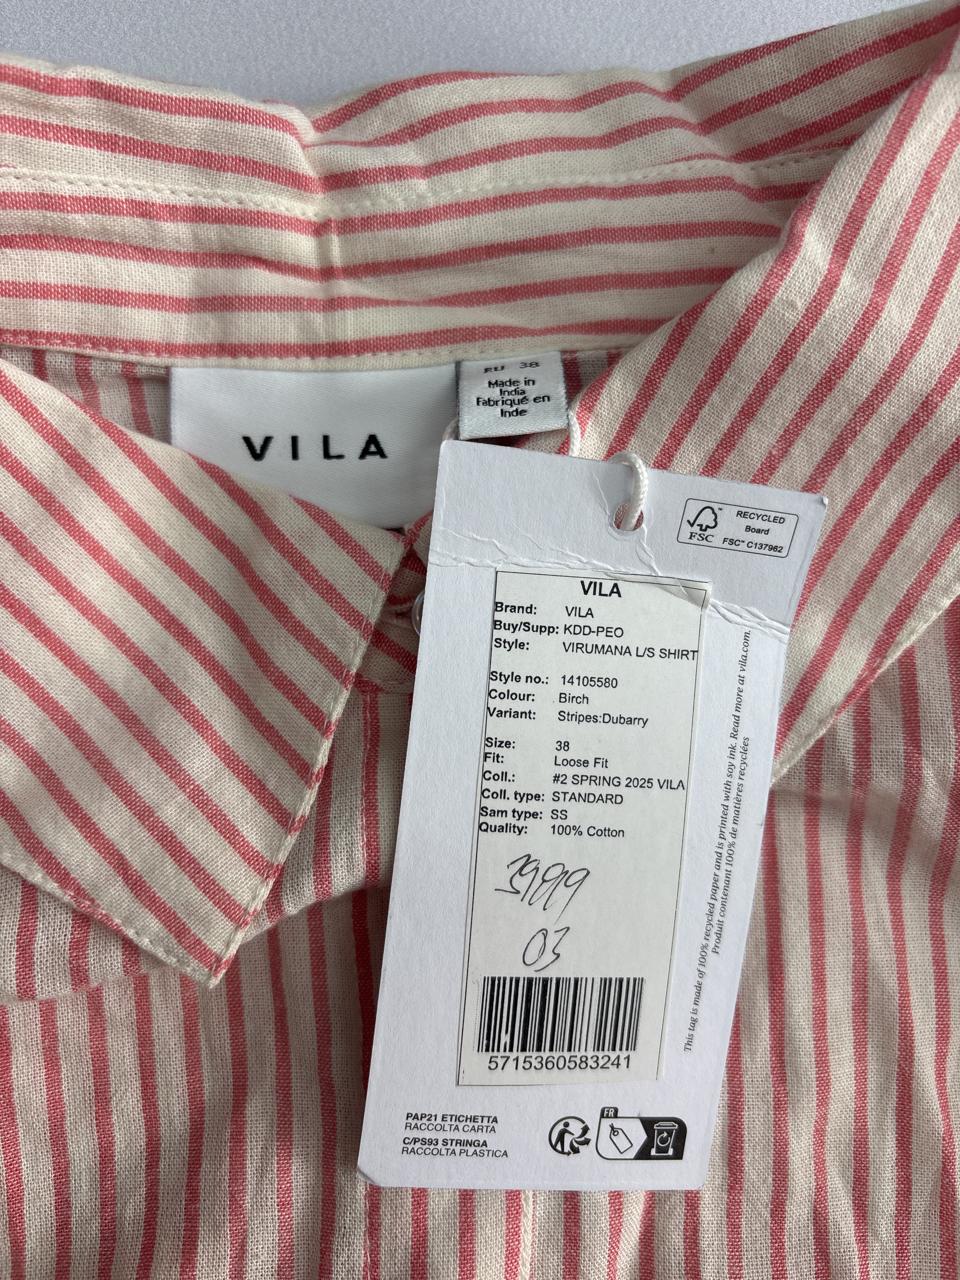 VILA
EU 38
Made in
India
Fabriqué en
Inde
FSC™
RECYCLED
Board
FSC™ C137962
VILA
Brand: VILA
Buy/Supp: KDD-PEO
Style: VIRUMANA L/S SHIRT
Style no.: 14105580
Colour: Birch
Variant: Stripes:Dubarry
Size: 38
Fit: Loose Fit
Coll.: #2 SPRING 2025 VILA
Coll. type: STANDARD
Sam type: SS
Quality: 100% Cotton
3999
03
5715360583241
This tag is made of 100% recycled paper and is printed with soy ink. Read more at vila.com.
Produit contenant 100% de matières recyclées
PAP21 ETICHETTA
RACCOLTA CARTA
C/PS93 STRINGA
RACCOLTA PLASTICA
FR